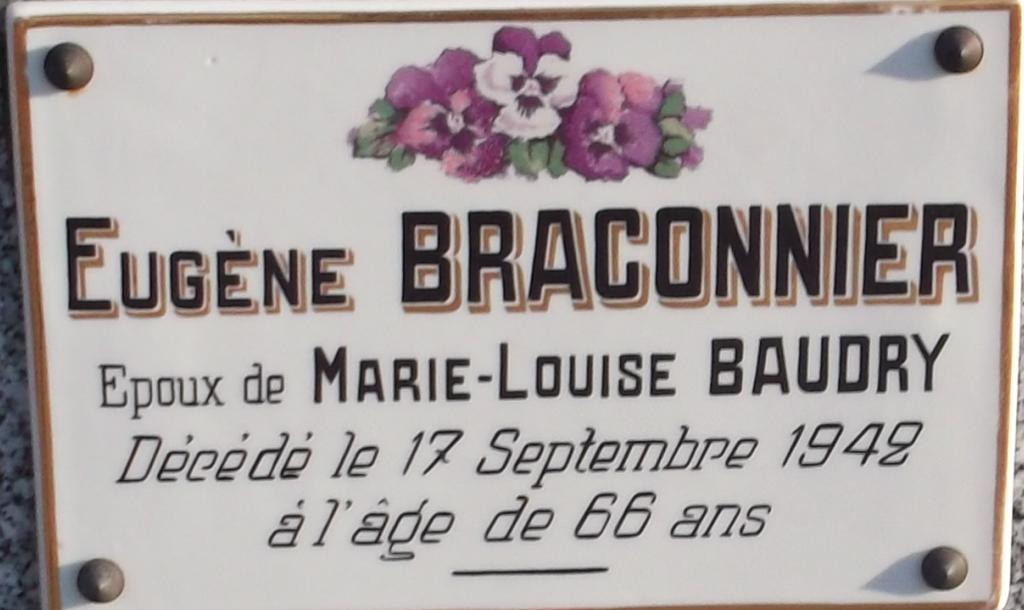 EUGÈNE BRACONNIER
Epoux de MARIE-LOUISE BAUDRY
Décédé le 17 Septembre 1942
à l'âge de 66 ans